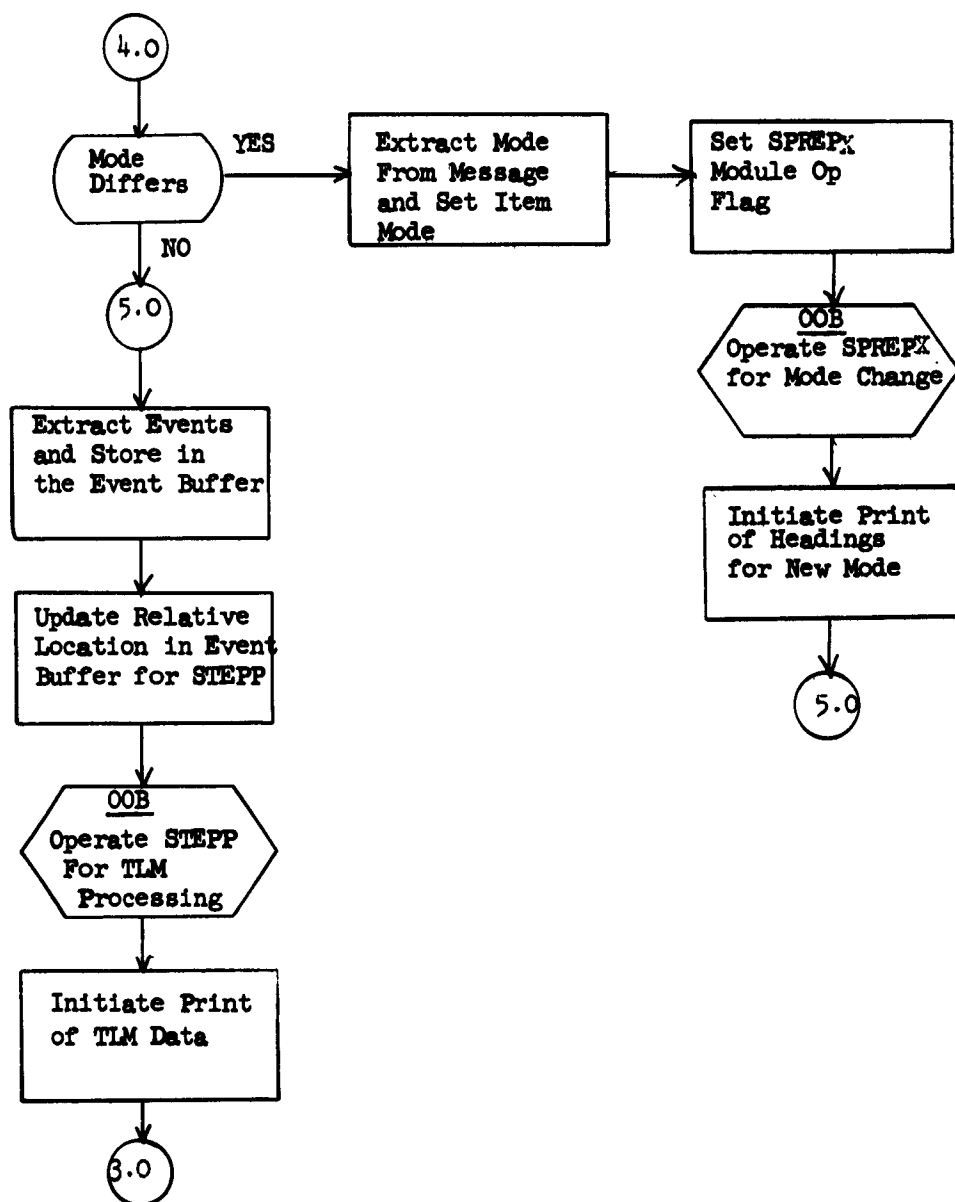 4.0
Mode
Differs
YES
NO
5.0
Extract Events
and Store in
the Event Buffer
Update Relative
Location in Event
Buffer for STEPP
OOB
Operate STEPP
For TLM
Processing
Initiate Print
of TLM Data
3.0
Extract Mode
From Message
and Set Item
Mode
Set SPREPX
Module Op
Flag
OOB
Operate SPREPX
for Mode Change
Initiate Print
of Headings
for New Mode
5.0